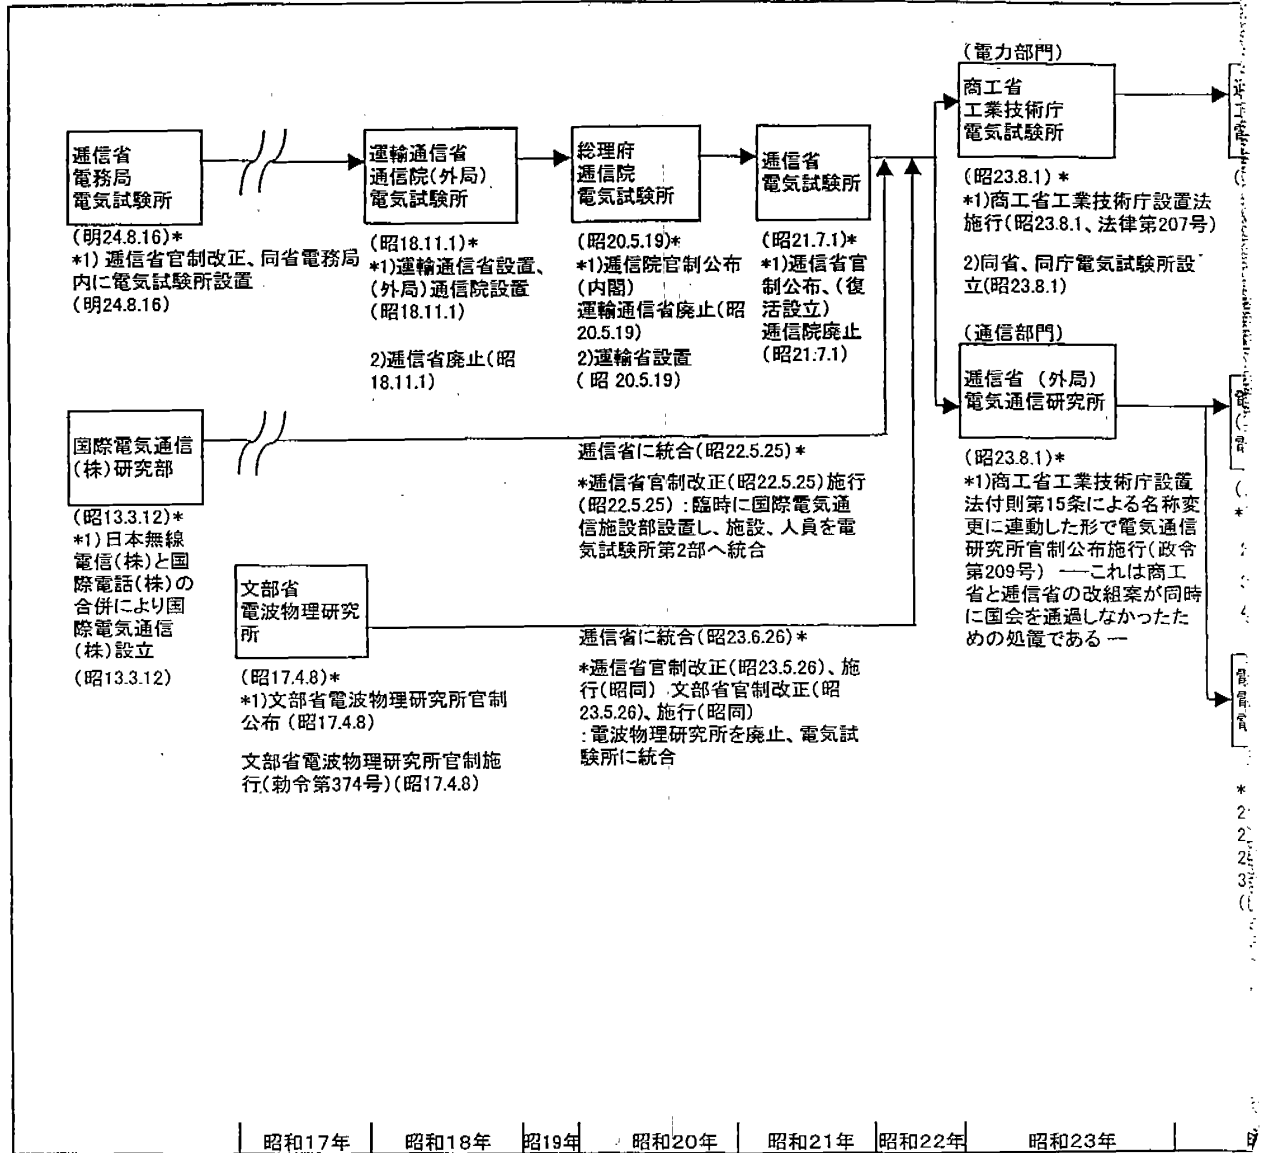 逓信省
電務局
電気試験所
(明24.8.16)*
*1) 逓信省官制改正、同省電務局
内に電気試験所設置
(明24.8.16)
運輸通信省
通信院(外局)
電気試験所
(昭18.11.1)*
*1)運輸通信省設置、
(外局)通信院設置
(昭18.11.1)
2)逓信省廃止(昭
18.11.1)
総理府
逓信院
電気試験所
(昭20.5.19)*
*1)逓信院官制公布
(内閣)
運輸通信省廃止(昭
20.5.19)
2)運輸省設置
( 昭 20.5.19)
逓信省
電気試験所
(昭21.7.1)*
*1)逓信省官
制公布、(復
活設立)
逓信院廃止
(昭21.7.1)
(電力部門)
商工省
工業技術庁
電気試験所
(昭23.8.1) *
*1)商工省工業技術庁設置法
施行(昭23.8.1、法律第207号)
2)同省、同庁電気試験所設
立(昭23.8.1)
(通信部門)
逓信省 (外局)
電気通信研究所
(昭23.8.1)*
*1)商工省工業技術庁設置
法付則第15条による名称変
更に連動した形で電気通信
研究所官制公布施行(政令
第209号) ──これは商工
省と逓信省の改組案が同時
に国会を通過しなかったた
めの処置である ─
国際電気通信
(株)研究部
(昭13.3.12)*
*1)日本無線
電信(株)と国
際電話(株)の
合併により国
際電気通信
(株)設立
(昭13.3.12)
逓信省に統合(昭22.5.25)*
*逓信省官制改正(昭22.5.25)施行
(昭22.5.25) :臨時に国際電気通
信施設部設置し、施設、人員を電
気試験所第2部へ統合
文部省
電波物理研究
所
(昭17.4.8)*
*1)文部省電波物理研究所官制
公布 (昭17.4.8)
文部省電波物理研究所官制施
行(勅令第374号)(昭17.4.8)
逓信省に統合(昭23.6.26)*
*逓信省官制改正(昭23.5.26)、施
行(昭同) 文部省官制改正(昭
23.5.26)、施行(昭同)
:電波物理研究所を廃止、電気試
験所に統合
昭和17年
昭和18年
昭19年
昭和20年
昭和21年
昭和22年
昭和23年